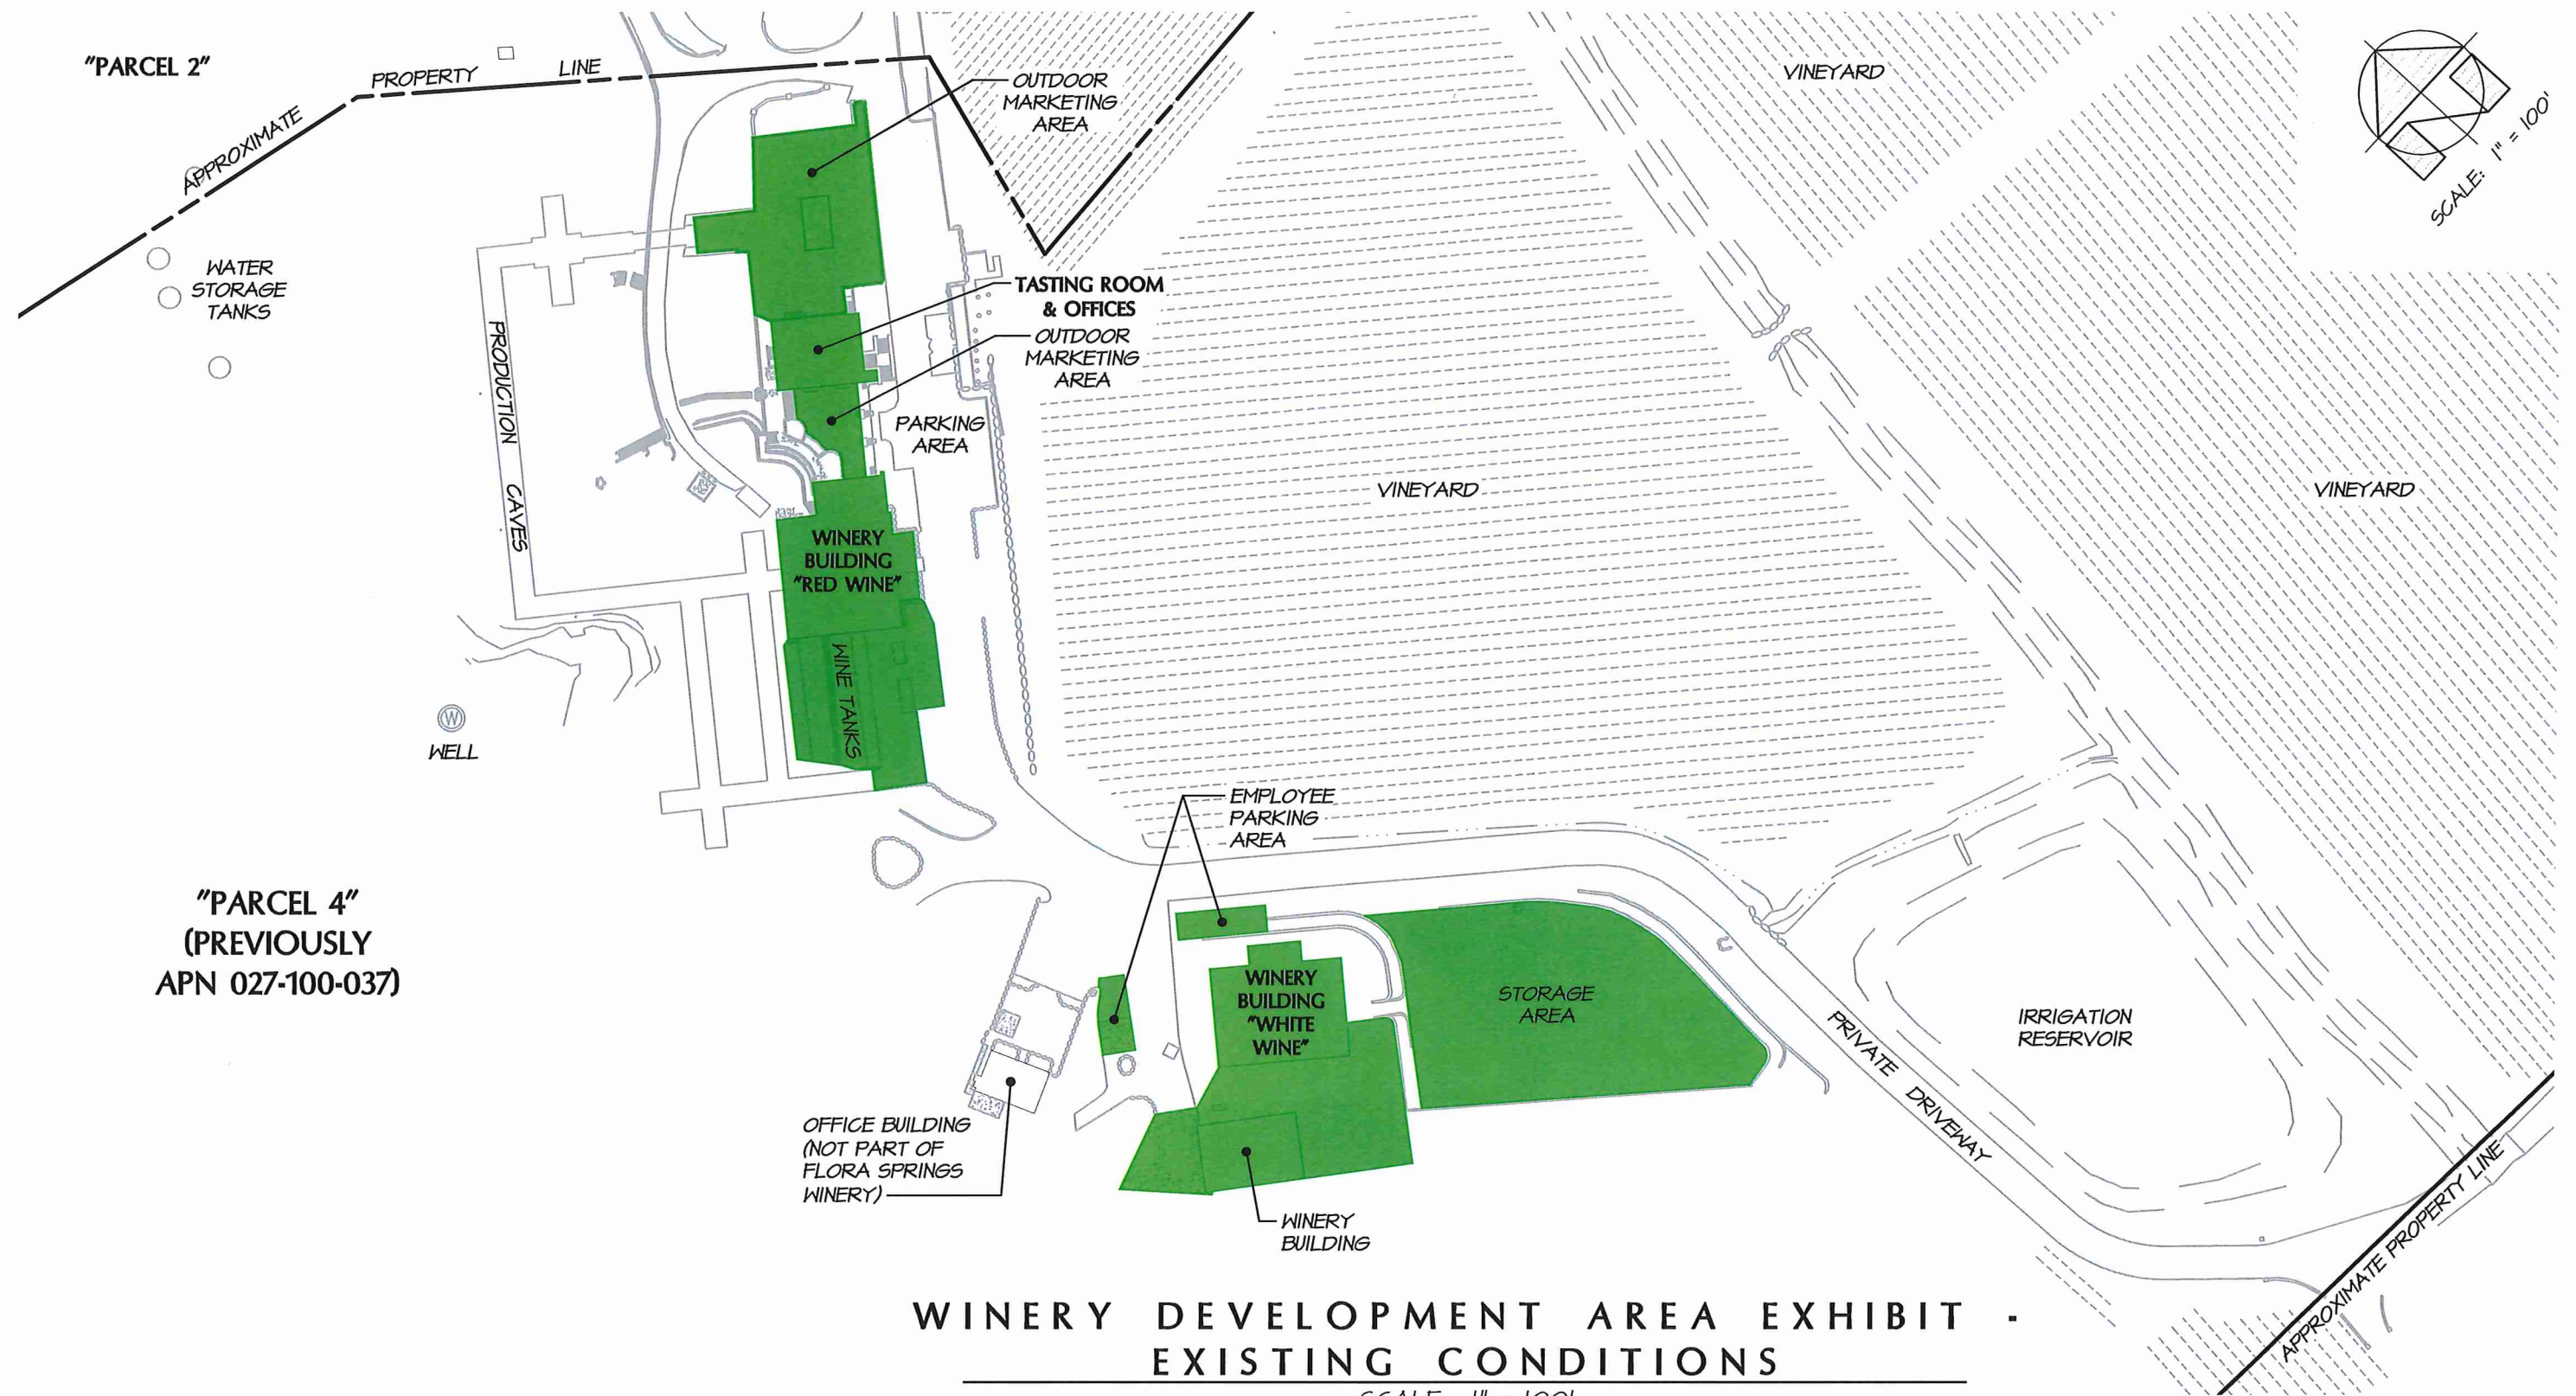 "PARCEL 2"
APPROXIMATE PROPERTY LINE
OUTDOOR
MARKETING
AREA
VINEYARD
SCALE: 1" = 100'
WATER
STORAGE
TANKS
TASTING ROOM
& OFFICES
OUTDOOR
MARKETING
AREA
PRODUCTION CAVES
PARKING
AREA
VINEYARD
VINEYARD
WINERY
BUILDING
"RED WINE"
WINE TANKS
W
WELL
EMPLOYEE
PARKING
AREA
"PARCEL 4"
(PREVIOUSLY
APN 027-100-037)
WINERY
BUILDING
"WHITE
WINE"
STORAGE
AREA
PRIVATE DRIVEWAY
IRRIGATION
RESERVOIR
OFFICE BUILDING
(NOT PART OF
FLORA SPRINGS
WINERY)
WINERY
BUILDING
APPROXIMATE PROPERTY LINE
WINERY DEVELOPMENT AREA EXHIBIT -
EXISTING CONDITIONS